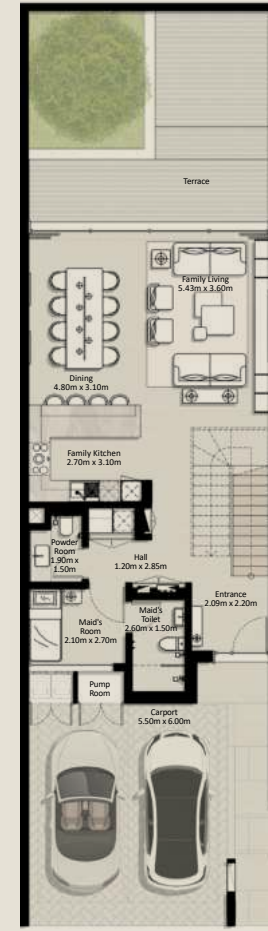 Terrace
Family Living
5.43m x 3.60m
Dining
4.80m x 3.10m
Family Kitchen
2.70m x 3.10m
Powder
Room
1.90m x
1.50m
Hall
1.20m x 2.85m
Maid's
Room
2.10m x 2.70m
Maid's
Toilet
2.60m x 1.50m
Entrance
2.09m x 2.20m
Pump
Room
Carport
5.50m x 6.00m